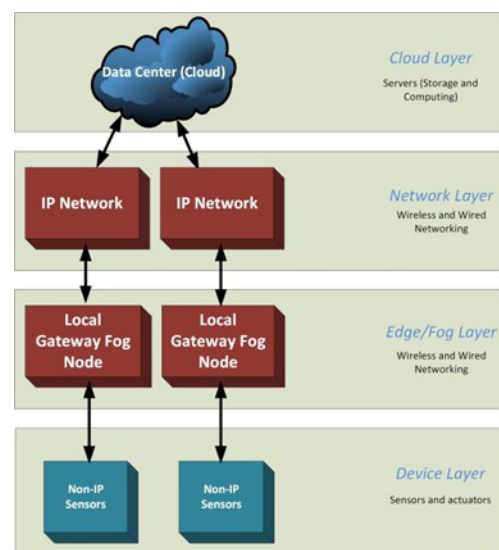 Data Center (Cloud)
Cloud Layer
Servers (Storage and
Computing)
IP Network
IP Network
Network Layer
Wireless and Wired
Networking
Local
Gateway Fog
Node
Local
Gateway Fog
Node
Edge/Fog Layer
Wireless and Wired
Networking
Non-IP
Sensors
Non-IP
Sensors
Device Layer
Sensors and actuators